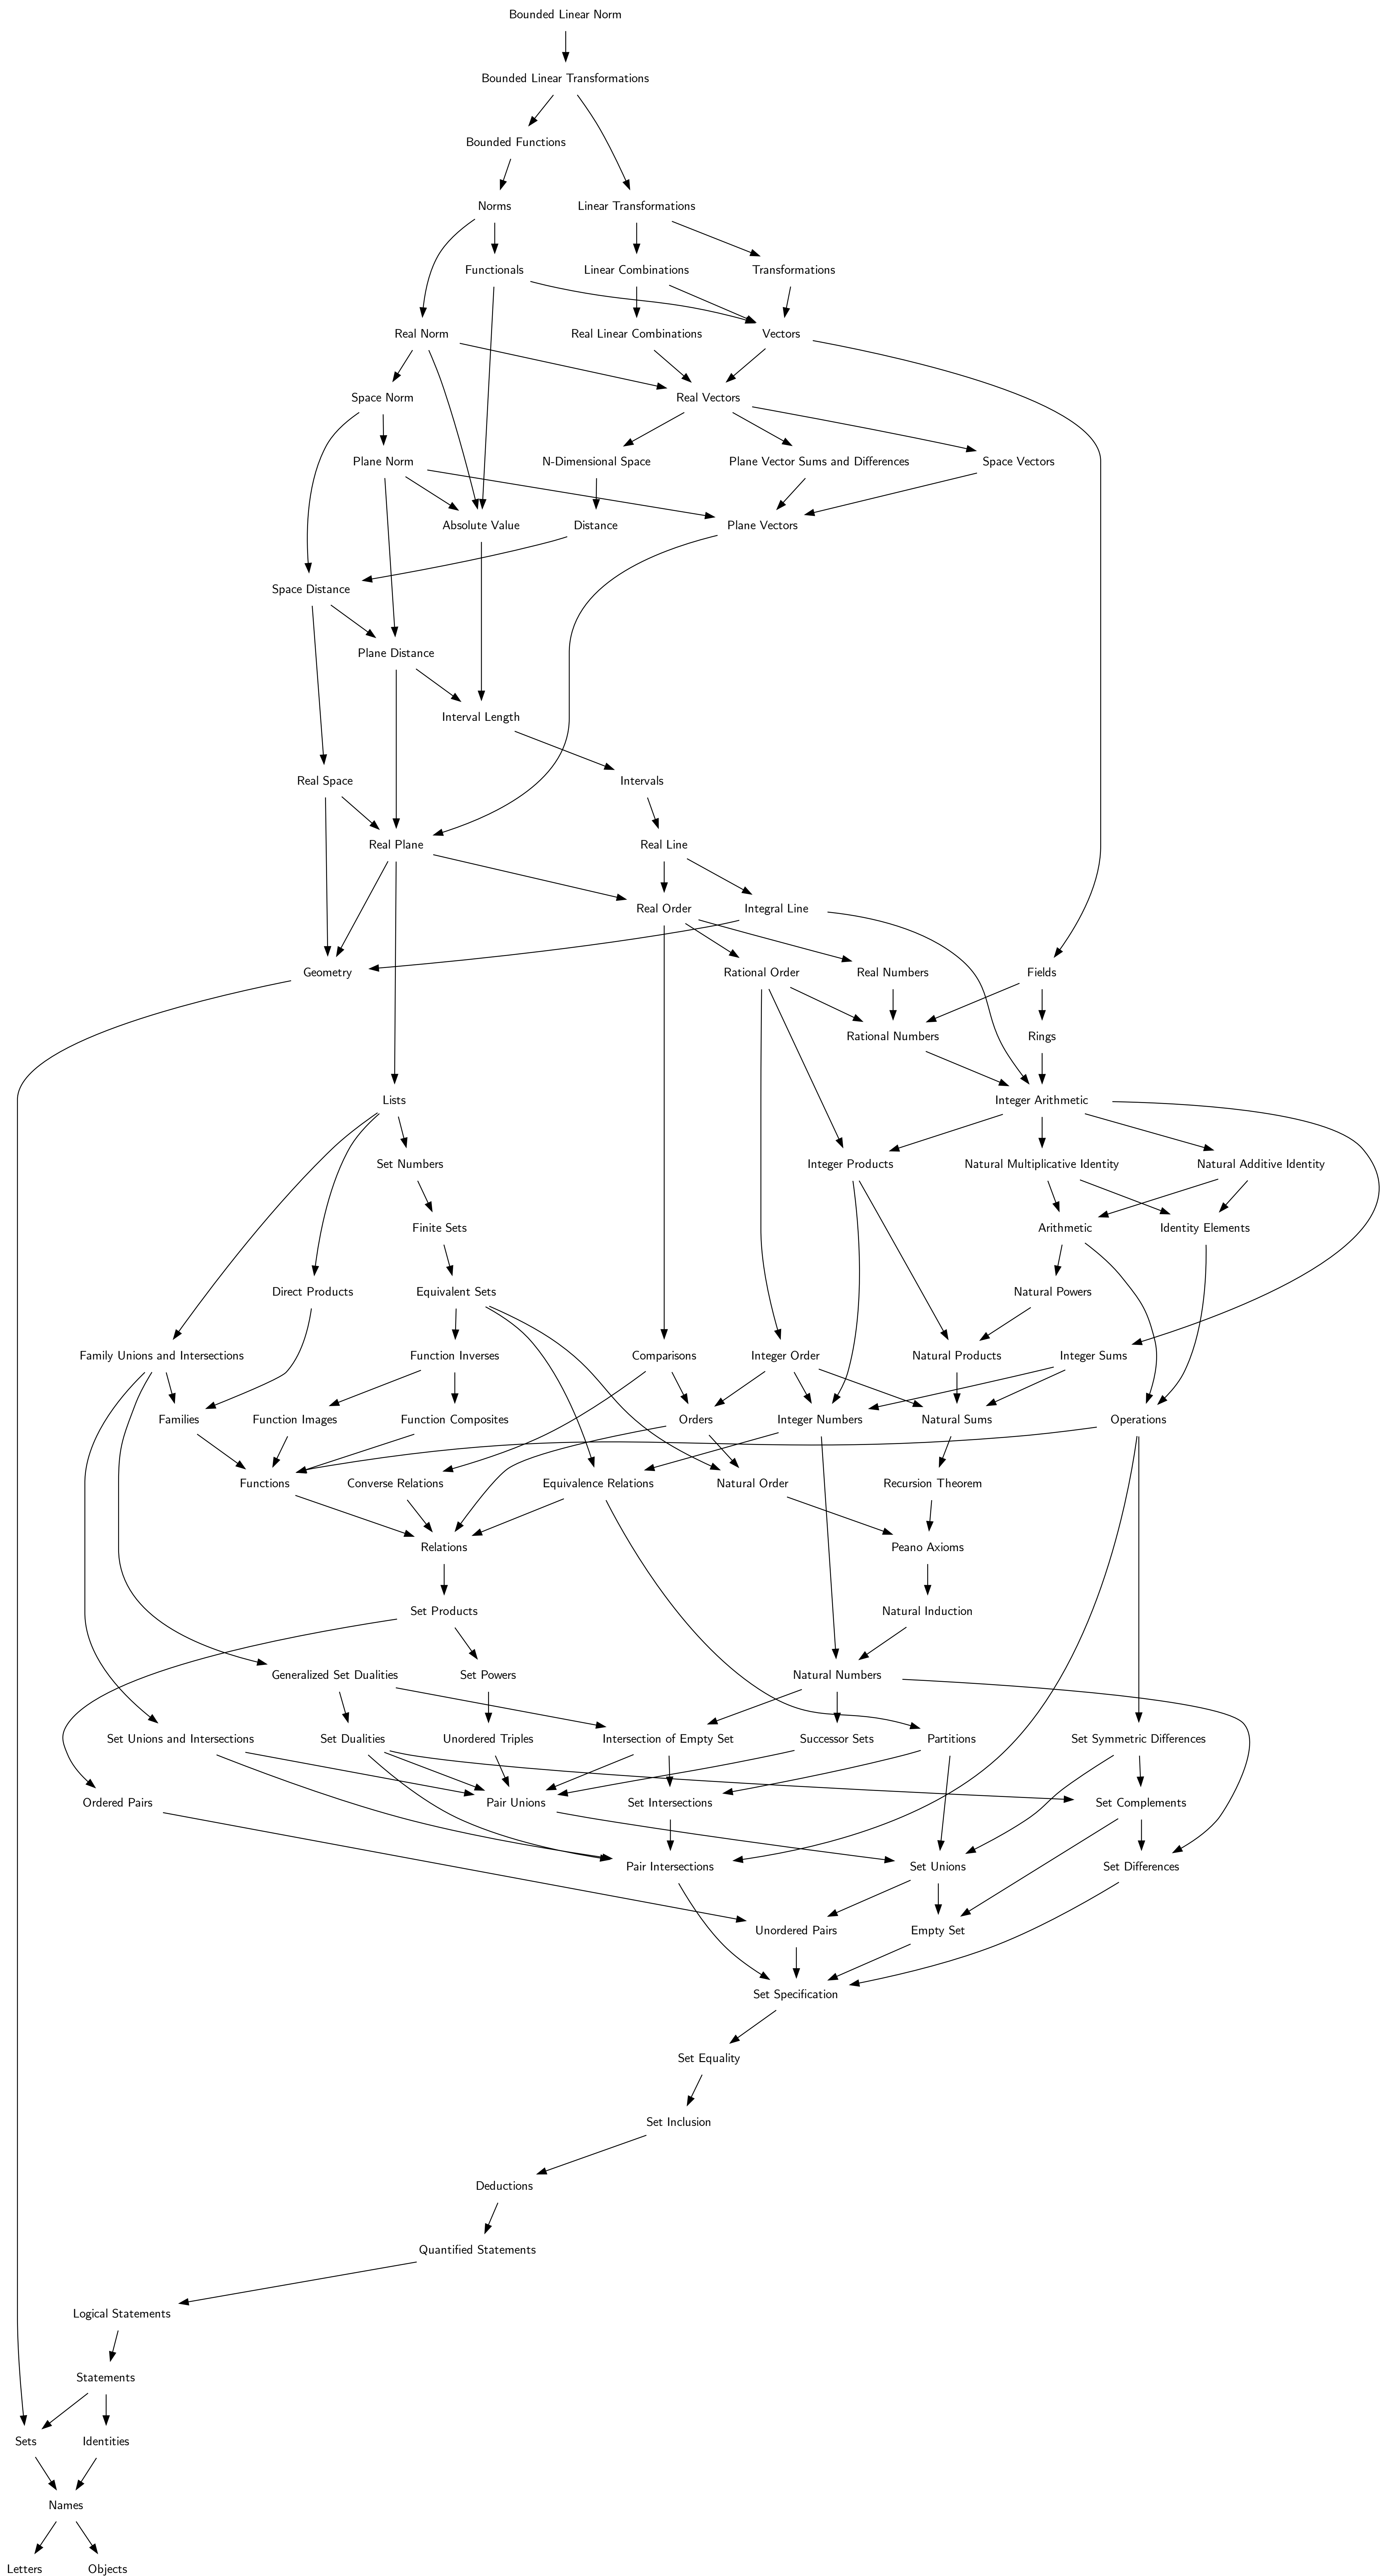 Bounded Linear Norm
Bounded Linear Transformations
Bounded Functions
Norms
Linear Transformations
Functionals
Linear Combinations
Transformations
Real Norm
Real Linear Combinations
Vectors
Space Norm
Real Vectors
Plane Norm
N-Dimensional Space
Plane Vector Sums and Differences
Space Vectors
Absolute Value
Distance
Plane Vectors
Space Distance
Plane Distance
Interval Length
Real Space
Intervals
Real Plane
Real Line
Real Order
Integral Line
Geometry
Rational Order
Real Numbers
Fields
Rational Numbers
Rings
Lists
Integer Arithmetic
Set Numbers
Integer Products
Natural Multiplicative Identity
Natural Additive Identity
Finite Sets
Arithmetic
Identity Elements
Direct Products
Equivalent Sets
Natural Powers
Family Unions and Intersections
Function Inverses
Comparisons
Integer Order
Natural Products
Integer Sums
Families
Function Images
Function Composites
Orders
Integer Numbers
Natural Sums
Operations
Functions
Converse Relations
Equivalence Relations
Natural Order
Recursion Theorem
Relations
Peano Axioms
Set Products
Natural Induction
Generalized Set Dualities
Set Powers
Natural Numbers
Set Unions and Intersections
Set Dualities
Unordered Triples
Intersection of Empty Set
Successor Sets
Partitions
Set Symmetric Differences
Ordered Pairs
Pair Unions
Set Intersections
Set Complements
Pair Intersections
Set Unions
Set Differences
Unordered Pairs
Empty Set
Set Specification
Set Equality
Set Inclusion
Deductions
Quantified Statements
Logical Statements
Statements
Sets
Identities
Names
Letters
Objects